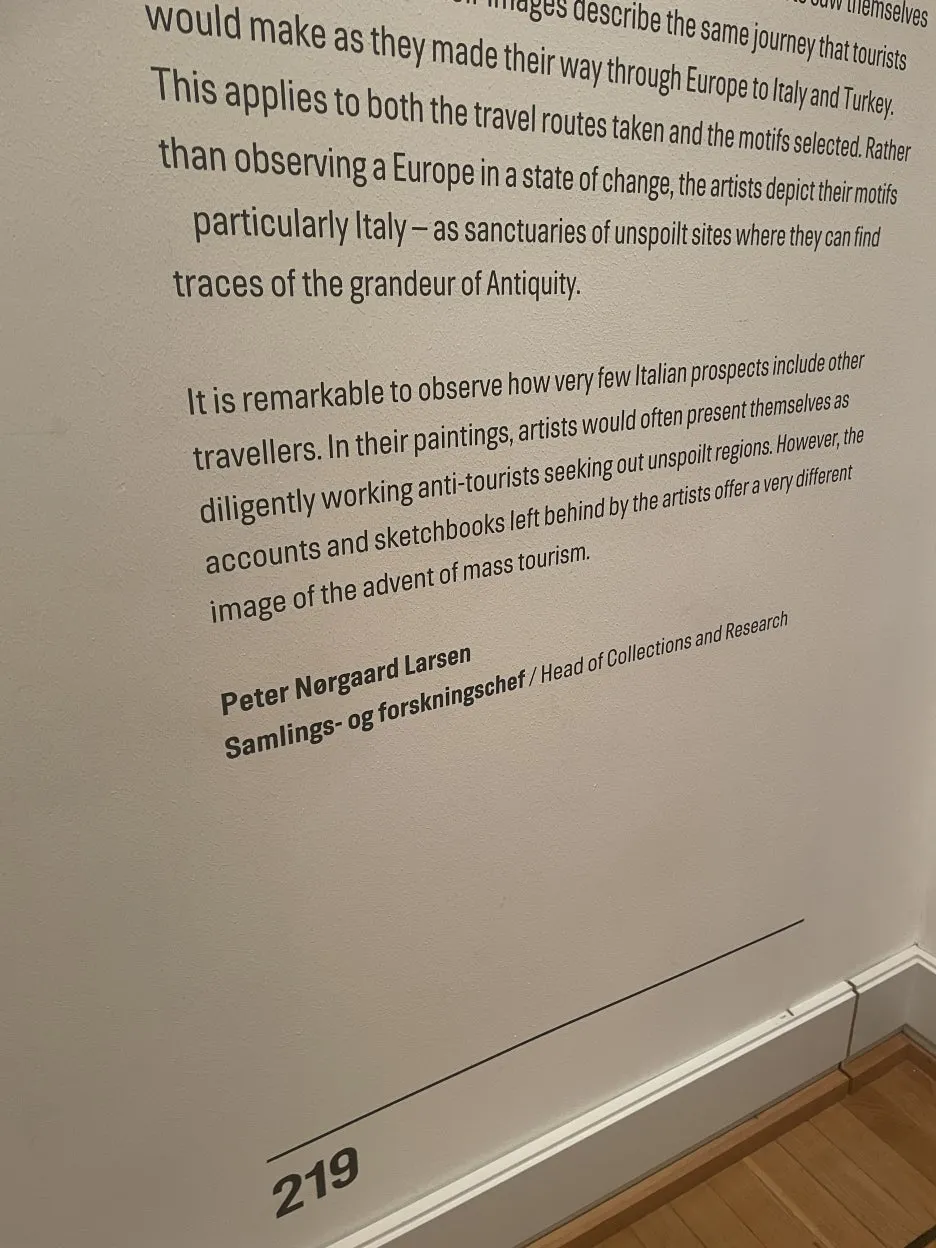 themselves
images describe the same journey that tourists
would make as they made their way through Europe to Italy and Turkey.
This applies to both the travel routes taken and the motifs selected. Rather
than observing a Europe in a state of change, the artists depict their motifs
particularly Italy – as sanctuaries of unspoilt sites where they can find
traces of the grandeur of Antiquity.
It is remarkable to observe how very few Italian prospects include other
travellers. In their paintings, artists would often present themselves as
diligently working anti-tourists seeking out unspoilt regions. However, the
accounts and sketchbooks left behind by the artists offer a very different
image of the advent of mass tourism.
Peter Nørgaard Larsen
Samlings- og forskningschef / Head of Collections and Research
219